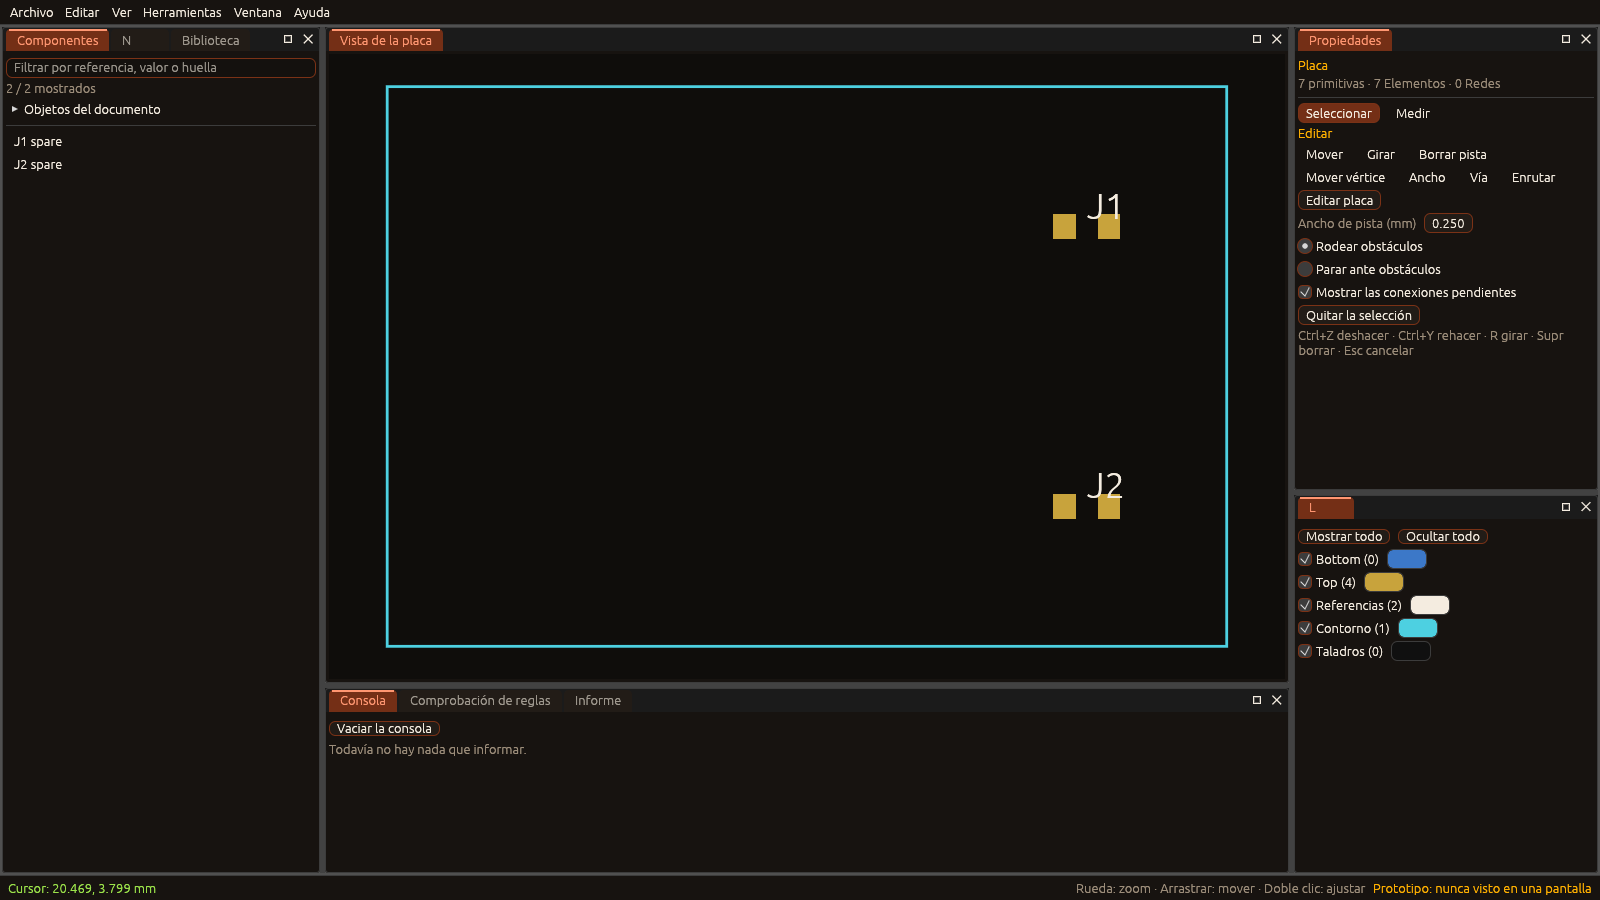 Archivo Editar Ver Herramientas Ventana Ayuda
Componentes N Biblioteca
Filtrar por referencia, valor o huella
2 / 2 mostrados
Objetos del documento
J1 spare
J2 spare
Vista de la placa
J1
J2
Consola Comprobación de reglas Informe
Vaciar la consola
Todavía no hay nada que informar.
Propiedades
Placa
7 primitivas · 7 Elementos · 0 Redes
Seleccionar Medir
Editar
Mover Girar Borrar pista
Mover vértice Ancho Vía Enrutar
Editar placa
Ancho de pista (mm) 0.250
Rodear obstáculos
Parar ante obstáculos
Mostrar las conexiones pendientes
Quitar la selección
Ctrl+Z deshacer · Ctrl+Y rehacer · R girar · Supr
borrar · Esc cancelar
L
Mostrar todo Ocultar todo
Bottom (0)
Top (4)
Referencias (2)
Contorno (1)
Taladros (0)
Cursor: 20.469, 3.799 mm
Rueda: zoom · Arrastrar: mover · Doble clic: ajustar Prototipo: nunca visto en una pantalla